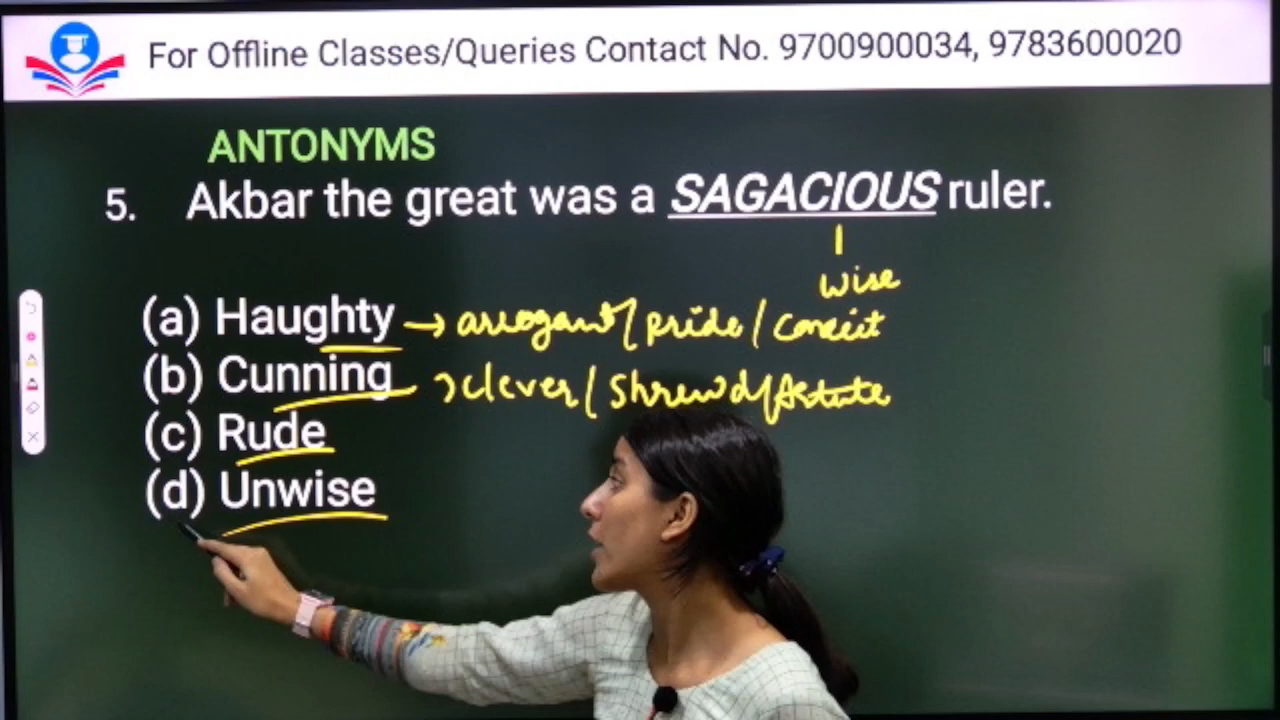 For Offline Classes/Queries Contact No. 9700900034, 9783600020
ANTONYMS
5. Akbar the great was a SAGACIOUS ruler.
wise
(a) Haughty → arrogant / pride / conceit
(b) Cunning → clever / shrewd / Astute
(c) Rude
(d) Unwise